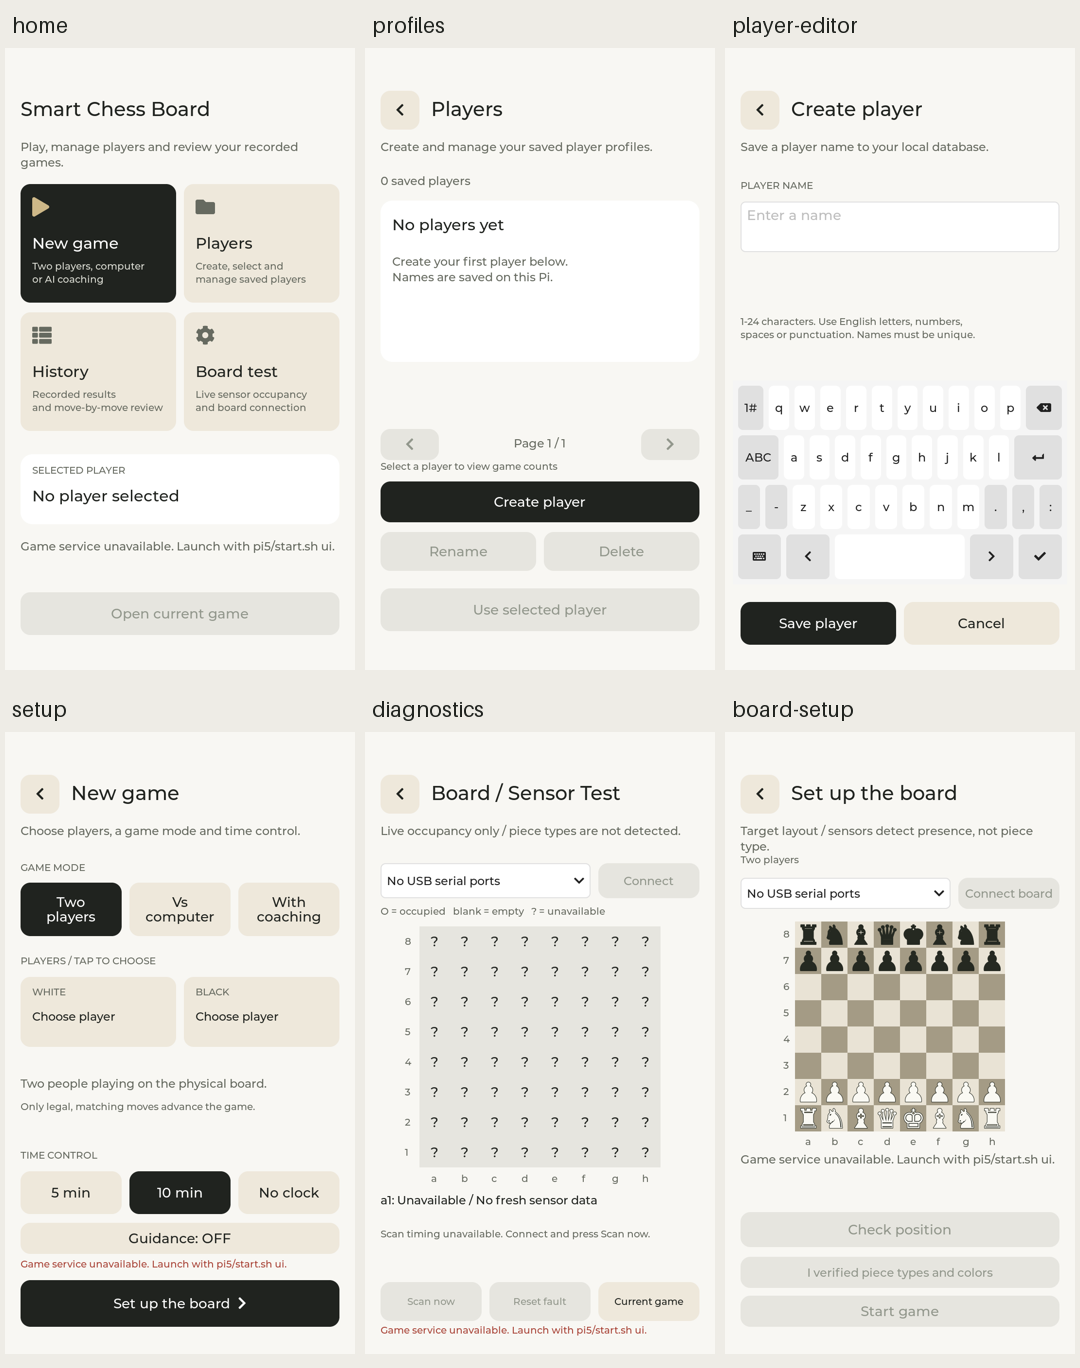 home
Smart Chess Board
Play, manage players and review your recorded
games.
New game
Two players, computer
or AI coaching
Players
Create, select and
manage saved players
History
Recorded results
and move-by-move review
Board test
Live sensor occupancy
and board connection
SELECTED PLAYER
No player selected
Game service unavailable. Launch with pi5/start.sh ui.
Open current game
profiles
Players
Create and manage your saved player profiles.
0 saved players
No players yet
Create your first player below.
Names are saved on this Pi.
Page 1 / 1
Select a player to view game counts
Create player
Rename
Delete
Use selected player
player-editor
Create player
Save a player name to your local database.
PLAYER NAME
Enter a name
1-24 characters. Use English letters, numbers,
spaces or punctuation. Names must be unique.
1# q w e r t y u i o p
ABC a s d f g h j k l
_ - z x c v b n m . , :
Save player
Cancel
setup
New game
Choose players, a game mode and time control.
GAME MODE
Two
players
Vs
computer
With
coaching
PLAYERS / TAP TO CHOOSE
WHITE
Choose player
BLACK
Choose player
Two people playing on the physical board.
Only legal, matching moves advance the game.
TIME CONTROL
5 min
10 min
No clock
Guidance: OFF
Game service unavailable. Launch with pi5/start.sh ui.
Set up the board
diagnostics
Board / Sensor Test
Live occupancy only / piece types are not detected.
No USB serial ports
Connect
O = occupied blank = empty ? = unavailable
8 ? ? ? ? ? ? ? ?
7 ? ? ? ? ? ? ? ?
6 ? ? ? ? ? ? ? ?
5 ? ? ? ? ? ? ? ?
4 ? ? ? ? ? ? ? ?
3 ? ? ? ? ? ? ? ?
2 ? ? ? ? ? ? ? ?
1 ? ? ? ? ? ? ? ?
a b c d e f g h
a1: Unavailable / No fresh sensor data
Scan timing unavailable. Connect and press Scan now.
Scan now
Reset fault
Current game
Game service unavailable. Launch with pi5/start.sh ui.
board-setup
Set up the board
Target layout / sensors detect presence, not piece
type.
Two players
No USB serial ports
Connect board
8
7
6
5
4
3
2
1
a b c d e f g h
Game service unavailable. Launch with pi5/start.sh ui.
Check position
I verified piece types and colors
Start game